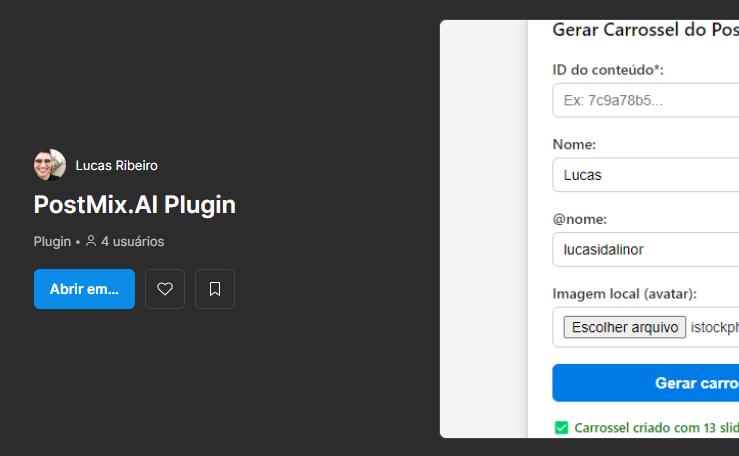 Lucas Ribeiro
PostMix.AI Plugin
Plugin • 4 usuários
Abrir em...
Gerar Carrossel do Pos
ID do conteúdo*:
Ex: 7c9a78b5...
Nome:
Lucas
@nome:
lucasidalinor
Imagem local (avatar):
Escolher arquivo istockph
Gerar carro
Carrossel criado com 13 slid